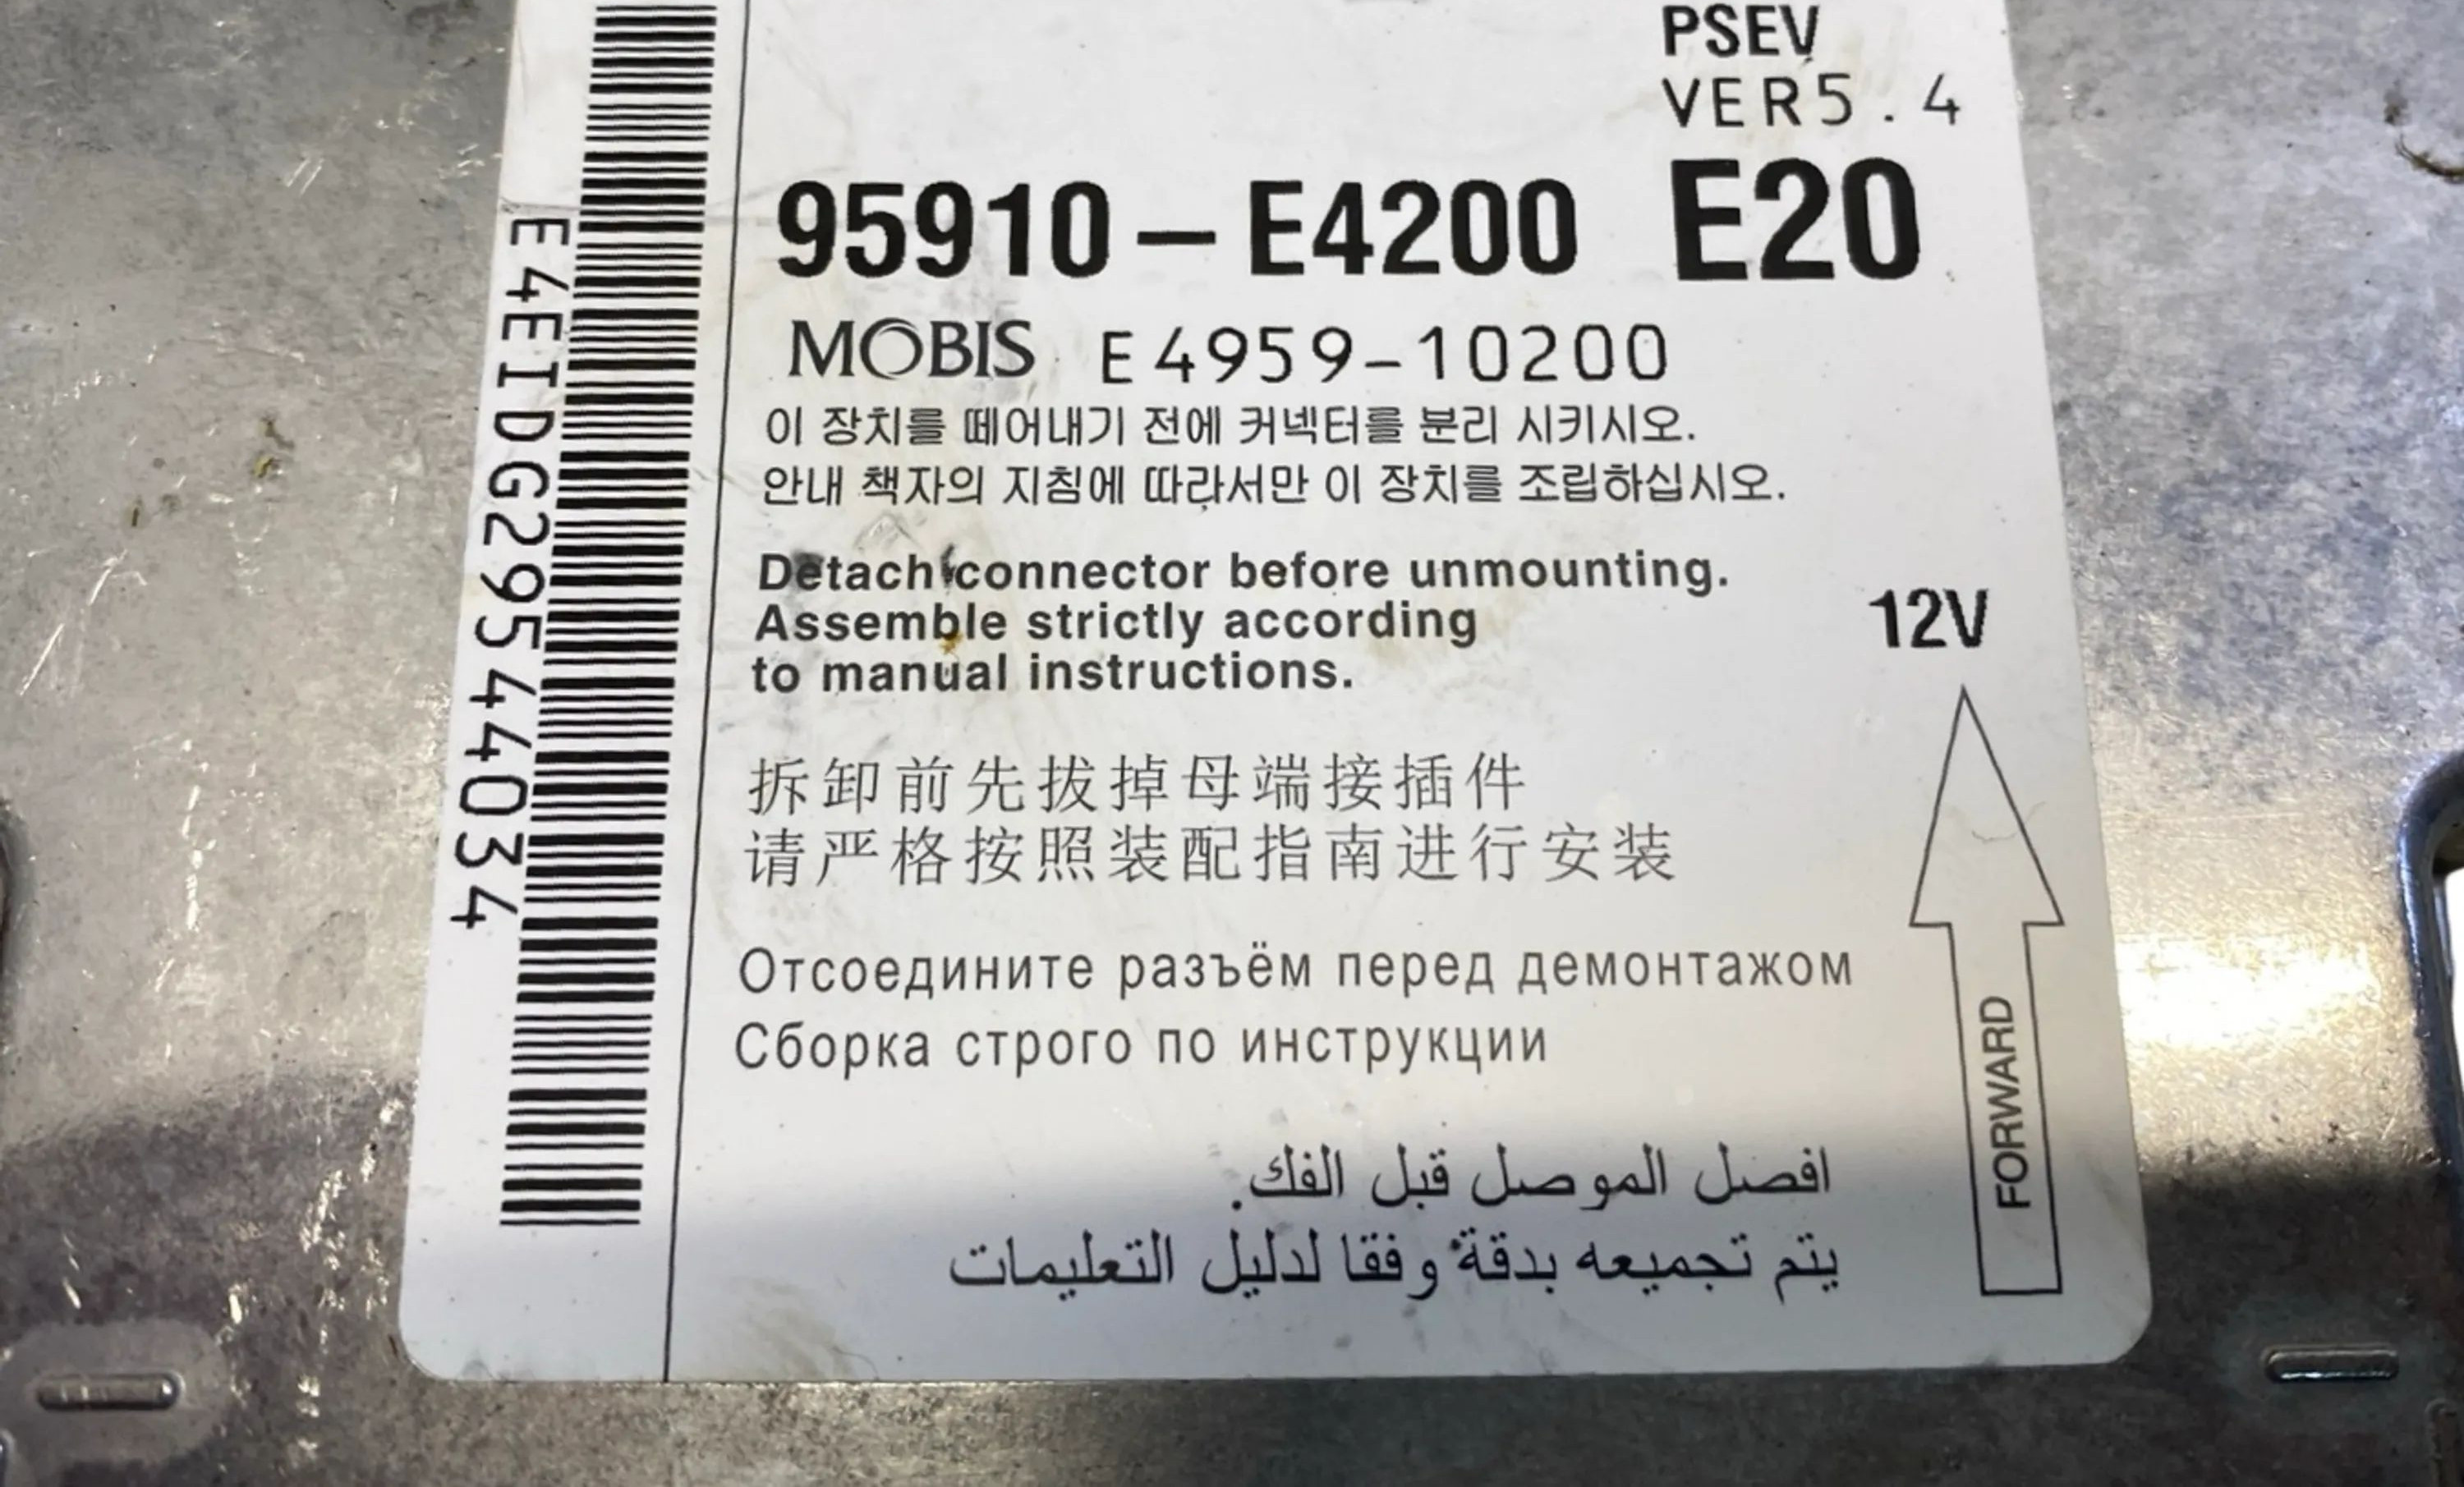 PSEV
VER5.4
95910-E4200 E20
MOBIS E4959-10200
이 장치를 떼어내기 전에 커넥터를 분리 시키시오.
안내 책자의 지침에 따라서만 이 장치를 조립하십시오.
Detach connector before unmounting.
Assemble strictly according
to manual instructions.
12V
拆卸前先拔掉母端接插件
请严格按照装配指南进行安装
Отсоедините разъём перед демонтажом
Сборка строго по инструкции
افصل الموصل قبل الفك.
يتم تجميعه بدقة وفقا لدليل التعليمات
FORWARD
E4EIDG29544034